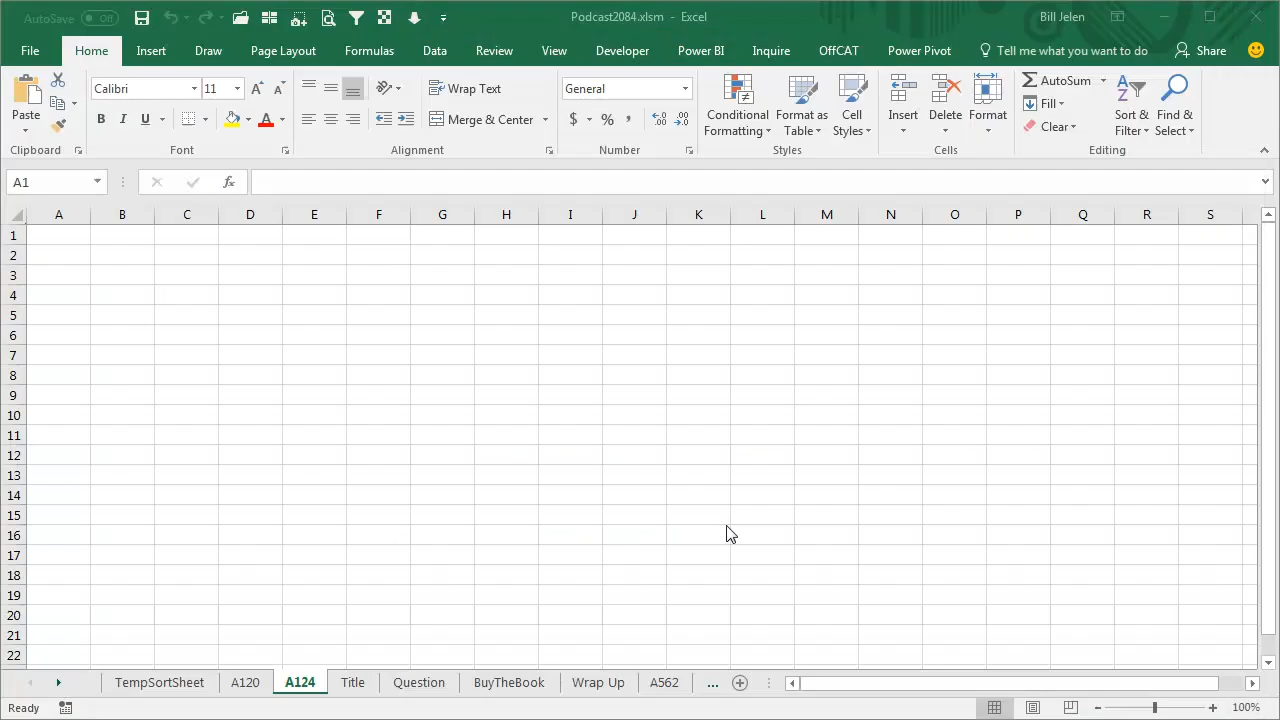 AutoSave Off Podcast2084.xlsm - Excel Bill Jelen
File Home Insert Draw Page Layout Formulas Data Review View Developer Power BI Inquire OffCAT Power Pivot Tell me what you want to do Share
Calibri 11 Wrap Text General AutoSum
Paste B I U Merge & Center $ % , Conditional Formatting Format as Table Cell Styles Insert Delete Format Fill Clear Sort & Filter Find & Select
Clipboard Font Alignment Number Styles Cells Editing
A1 fx
A B C D E F G H I J K L M N O P Q R S
1
2
3
4
5
6
7
8
9
10
11
12
13
14
15
16
17
18
19
20
21
22
TempSortSheet A120 A124 Title Question BuyTheBook Wrap Up A562 ...
Ready 100%